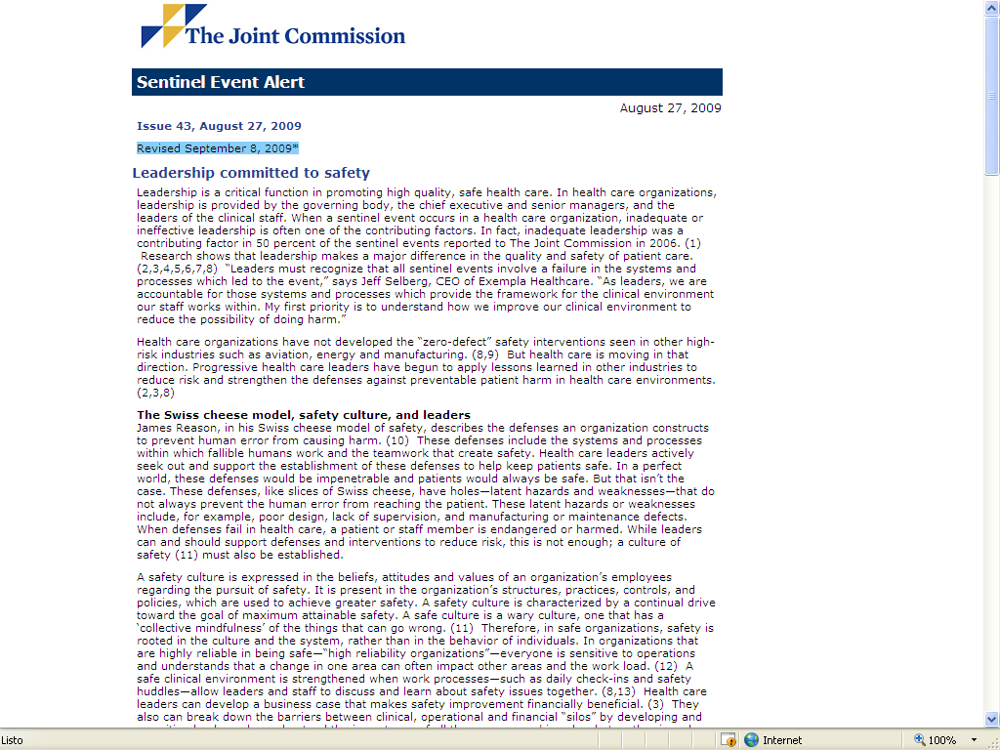 The Joint Commission
Sentinel Event Alert
August 27, 2009
Issue 43, August 27, 2009
Revised September 8, 2009*
Leadership committed to safety
Leadership is a critical function in promoting high quality, safe health care. In health care organizations,
leadership is provided by the governing body, the chief executive and senior managers, and the
leaders of the clinical staff. When a sentinel event occurs in a health care organization, inadequate or
ineffective leadership is often one of the contributing factors. In fact, inadequate leadership was a
contributing factor in 50 percent of the sentinel events reported to The Joint Commission in 2006. (1)
Research shows that leadership makes a major difference in the quality and safety of patient care.
(2,3,4,5,6,7,8) “Leaders must recognize that all sentinel events involve a failure in the systems and
processes which led to the event,” says Jeff Selberg, CEO of Exempla Healthcare. “As leaders, we are
accountable for those systems and processes which provide the framework for the clinical environment
our staff works within. My first priority is to understand how we improve our clinical environment to
reduce the possibility of doing harm.”
Health care organizations have not developed the “zero-defect” safety interventions seen in other high-
risk industries such as aviation, energy and manufacturing. (8,9) But health care is moving in that
direction. Progressive health care leaders have begun to apply lessons learned in other industries to
reduce risk and strengthen the defenses against preventable patient harm in health care environments.
(2,3,8)
The Swiss cheese model, safety culture, and leaders
James Reason, in his Swiss cheese model of safety, describes the defenses an organization constructs
to prevent human error from causing harm. (10) These defenses include the systems and processes
within which fallible humans work and the teamwork that create safety. Health care leaders actively
seek out and support the establishment of these defenses to help keep patients safe. In a perfect
world, these defenses would be impenetrable and patients would always be safe. But that isn’t the
case. These defenses, like slices of Swiss cheese, have holes—latent hazards and weaknesses—that do
not always prevent the human error from reaching the patient. These latent hazards or weaknesses
include, for example, poor design, lack of supervision, and manufacturing or maintenance defects.
When defenses fail in health care, a patient or staff member is endangered or harmed. While leaders
can and should support defenses and interventions to reduce risk, this is not enough; a culture of
safety (11) must also be established.
A safety culture is expressed in the beliefs, attitudes and values of an organization’s employees
regarding the pursuit of safety. It is present in the organization’s structures, practices, controls, and
policies, which are used to achieve greater safety. A safety culture is characterized by a continual drive
toward the goal of maximum attainable safety. A safe culture is a wary culture, one that has a
‘collective mindfulness’ of the things that can go wrong. (11) Therefore, in safe organizations, safety is
rooted in the culture and the system, rather than in the behavior of individuals. In organizations that
are highly reliable in being safe—“high reliability organizations”—everyone is sensitive to operations
and understands that a change in one area can often impact other areas and the work load. (12) A
safe clinical environment is strengthened when work processes—such as daily check-ins and safety
huddles—allow leaders and staff to discuss and learn about safety issues together. (8,13) Health care
leaders can develop a business case that makes safety improvement financially beneficial. (3) They
also can break down the barriers between clinical, operational and financial “silos” by developing and
Listo
Internet
100%